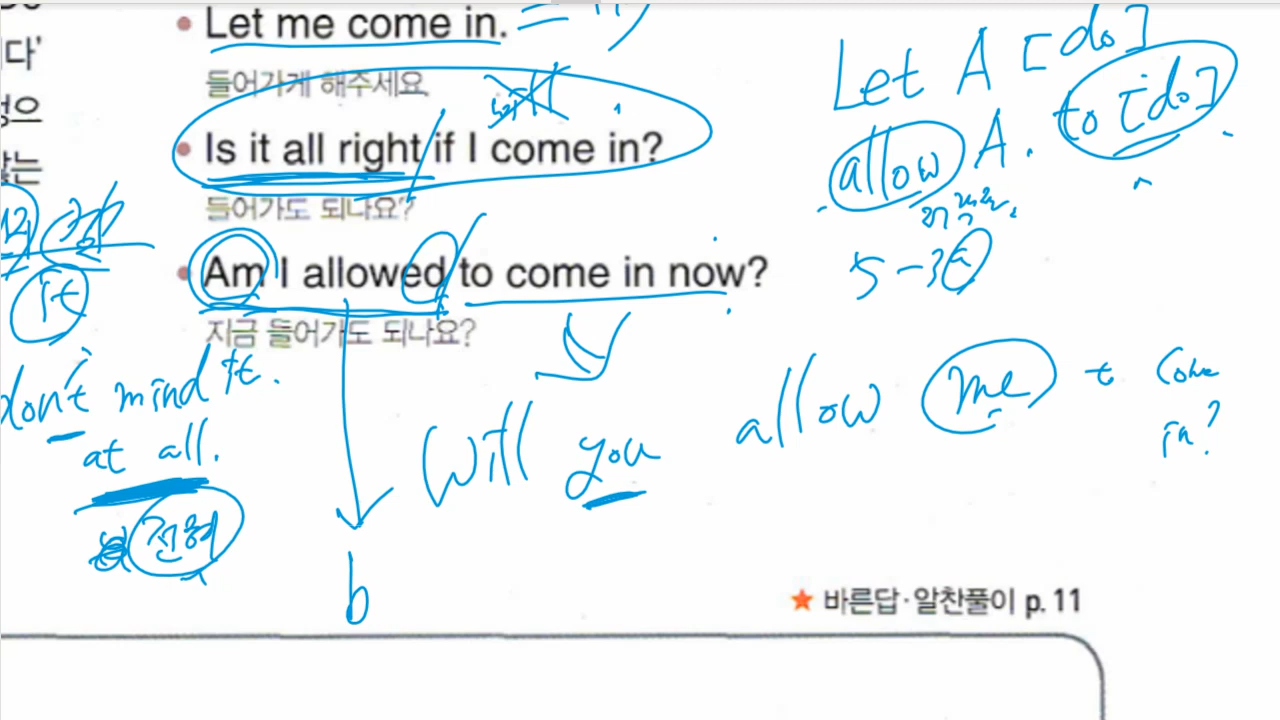 다'
Let me come in.
들어가게 해주세요.
Is it all right if I come in?
들어가도 되나요?
Am I allowed to come in now?
지금 들어가도 되나요?
Let A [do]
allow A. to [do]
5-3
it
don't mind it.
at all.
전혀
Will you allow me to come
in?
b
★ 바른답·알찬풀이 p. 11